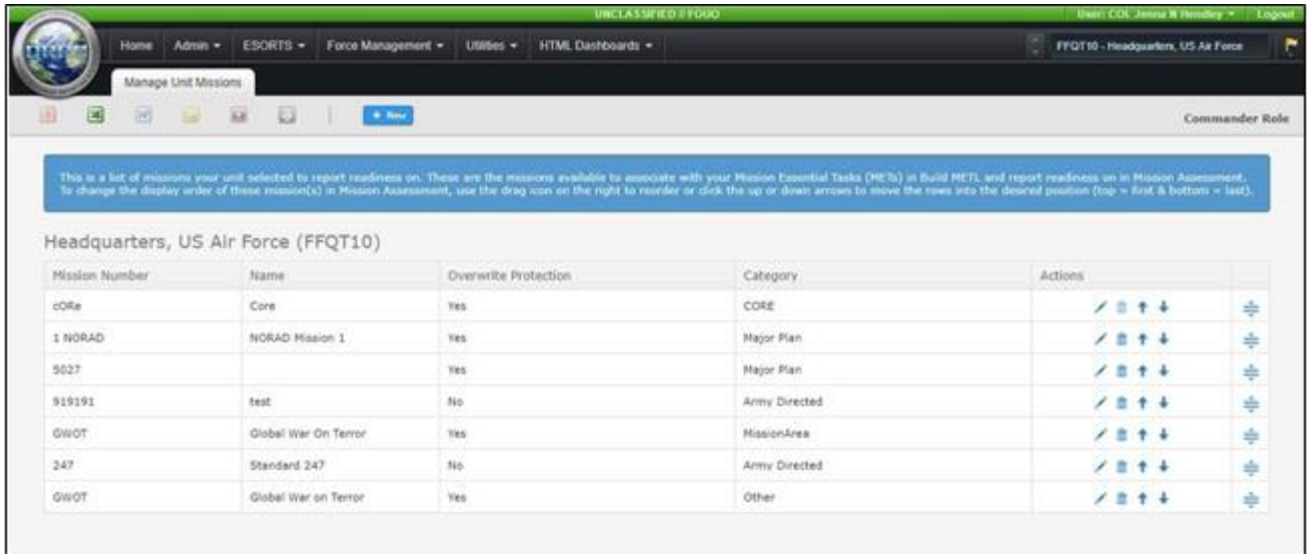 UNCLASSIFIED // FOUO
User: COL Jenna N Hendley Logout
Home Admin ESORTS Force Management Utilities HTML Dashboards FFQT10 - Headquarters, US Air Force
Manage Unit Missions
+ New Commander Role
This is a list of missions your unit selected to report readiness on. These are the missions available to associate with your Mission Essential Tasks (METs) in Build METL and report readiness on in Mission Assessment.
To change the display order of these mission(s) in Mission Assessment, use the drag icon on the right to reorder or click the up or down arrows to move the rows into the desired position (top = first & bottom = last).
Headquarters, US Air Force (FFQT10)
Mission Number Name Overwrite Protection Category Actions
cORe Core Yes CORE
1 NORAD NORAD Mission 1 Yes Major Plan
5027 Yes Major Plan
919191 test No Army Directed
GWOT Global War On Terror Yes MissionArea
247 Standard 247 No Army Directed
GWOT Global War on Terror Yes Other